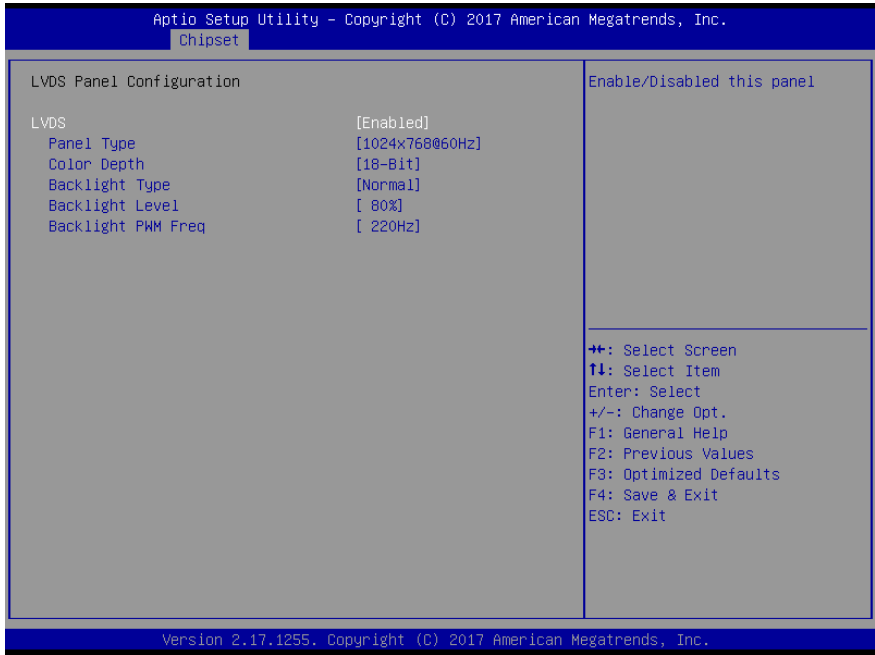 Aptio Setup Utility – Copyright (C) 2017 American Megatrends, Inc.
Chipset
LVDS Panel Configuration
LVDS [Enabled]
Panel Type [1024x768@60Hz]
Color Depth [18-Bit]
Backlight Type [Normal]
Backlight Level [ 80%]
Backlight PWM Freq [ 220Hz]
Enable/Disabled this panel
→←: Select Screen
↑↓: Select Item
Enter: Select
+/-: Change Opt.
F1: General Help
F2: Previous Values
F3: Optimized Defaults
F4: Save & Exit
ESC: Exit
Version 2.17.1255. Copyright (C) 2017 American Megatrends, Inc.